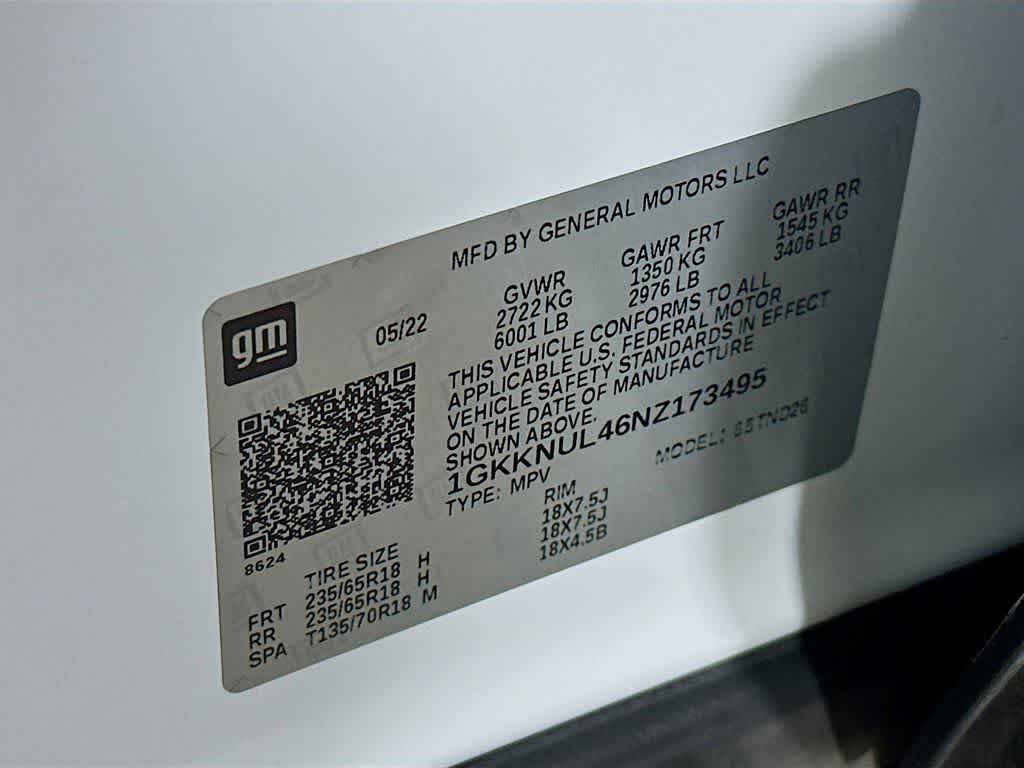 MFD BY GENERAL MOTORS LLC
gm
05/22
GVWR GAWR FRT GAWR RR
2722 KG 1350 KG 1545 KG
6001 LB 2976 LB 3406 LB
THIS VEHICLE CONFORMS TO ALL
APPLICABLE U.S. FEDERAL MOTOR
VEHICLE SAFETY STANDARDS IN EFFECT
ON THE DATE OF MANUFACTURE
SHOWN ABOVE.
1GKKNUL46NZ173495
TYPE: MPV MODEL:
8624
TIRE SIZE RIM
FRT 235/65R18 H 18X7.5J
RR 235/65R18 H 18X7.5J
SPA T135/70R18 M 18X4.5B